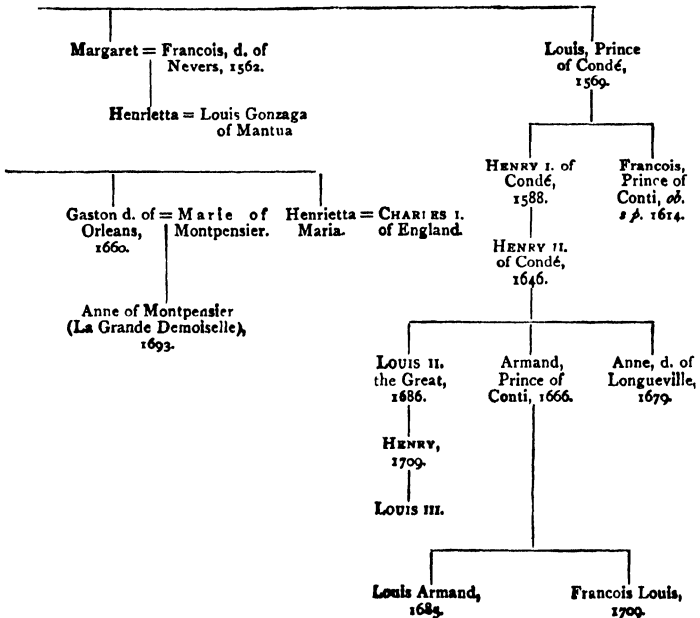 Margaret = Francois, d. of
Nevers, 1562.
Louis, Prince
of Condé,
1569.
Henrietta = Louis Gonzaga
of Mantua
HENRY I. of
Condé,
1588.
Francois,
Prince of
Conti, ob.
s p. 1614.
Gaston d. of = Marie of
Orleans, Montpensier.
1660.
Henrietta = CHARLES I.
Maria. of England.
HENRY II.
of Condé,
1646.
Anne of Montpensier
(La Grande Demoiselle),
1693.
LOUIS II.
the Great,
1686.
Armand,
Prince of
Conti, 1666.
Anne, d. of
Longueville,
1679.
HENRY,
1709.
LOUIS III.
Louis Armand,
1685.
Francois Louis,
1709.